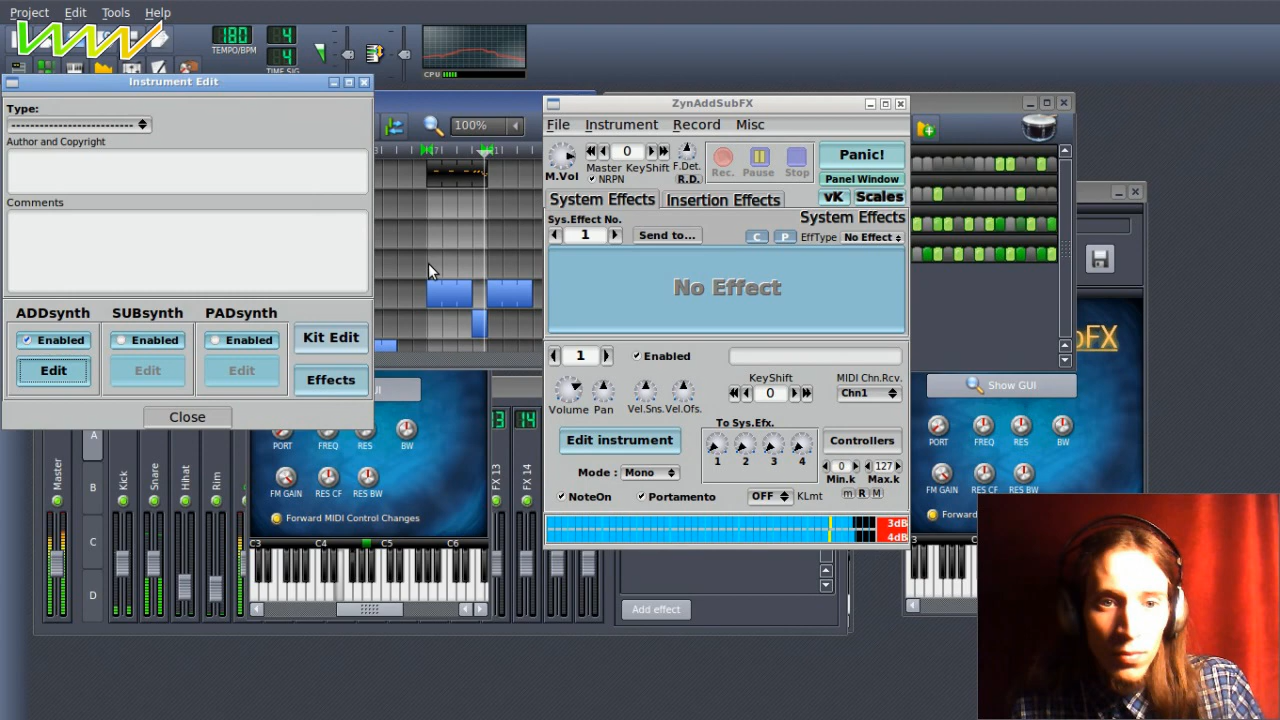 Project Edit Tools Help
180
TEMPO/BPM
4
4
TIME SIG
CPU
Instrument Edit
Type:
--------------------------
Author and Copyright
Comments
ADDsynth SUBsynth PADsynth
Enabled Enabled Enabled
Kit Edit
Edit Edit Edit
Effects
Close
100%
ZynAddSubFX
File Instrument Record Misc
M.Vol
0
Master KeyShift
NRPN
F.Det.
R.D.
Rec. Pause Stop
Panic!
Panel Window
vK Scales
System Effects Insertion Effects
System Effects
Sys.Effect No.
1
Send to...
C P EffType No Effect
No Effect
1
Enabled
Volume Pan Vel.Sns. Vel.Ofs.
KeyShift
0
MIDI Chn.Rcv.
Chn1
Edit instrument
To Sys.Efx.
1 2 3 4
Controllers
0 127
Min.k Max.k
Mode : Mono
NoteOn Portamento OFF KLmt
m R M
3dB
4dB
bFX
Show GUI
PORT FREQ RES BW
FM GAIN RES CF RES BW
Forward MIDI Control Changes
C3 C4 C5 C6
PORT FREQ RES BW
FM GAIN RES CF RES BW
Forward
A
B
C
D
Master
Kick
Snare
Hihat
Rim
14
FX 13
FX 14
Add effect